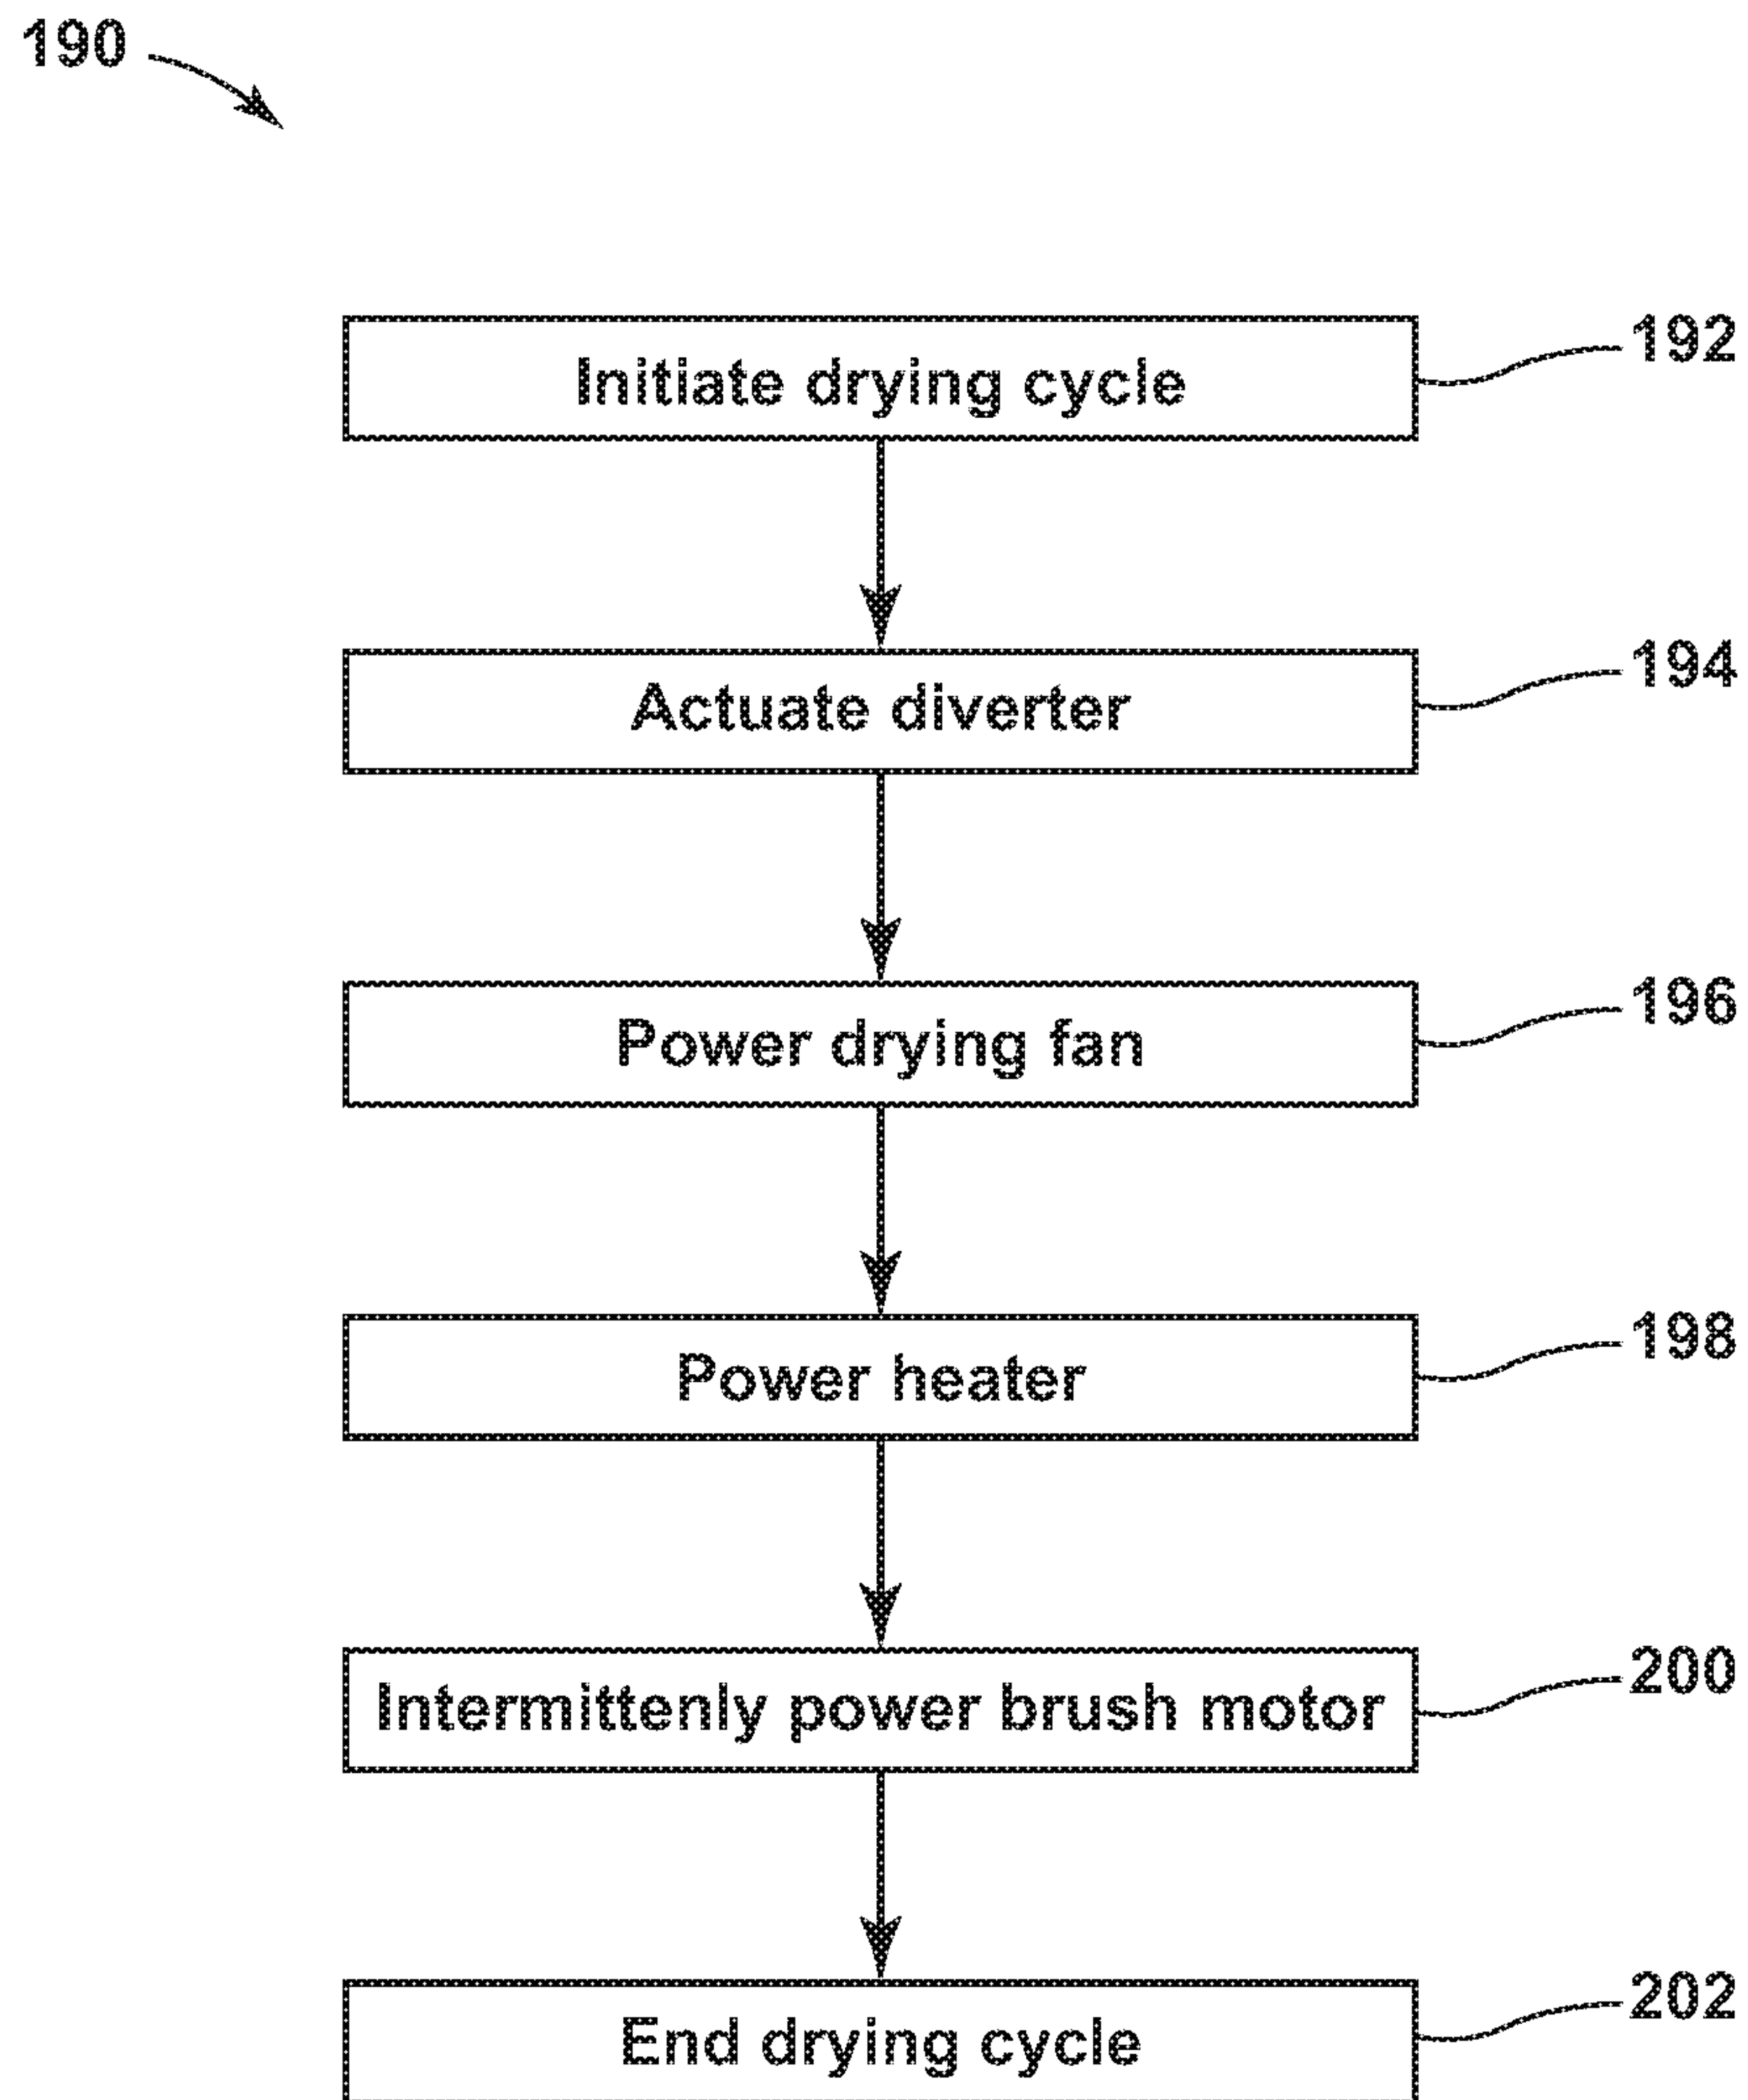 190
Initiate drying cycle 192
Actuate diverter 194
Power drying fan 196
Power heater 198
Intermittenly power brush motor 200
End drying cycle 202